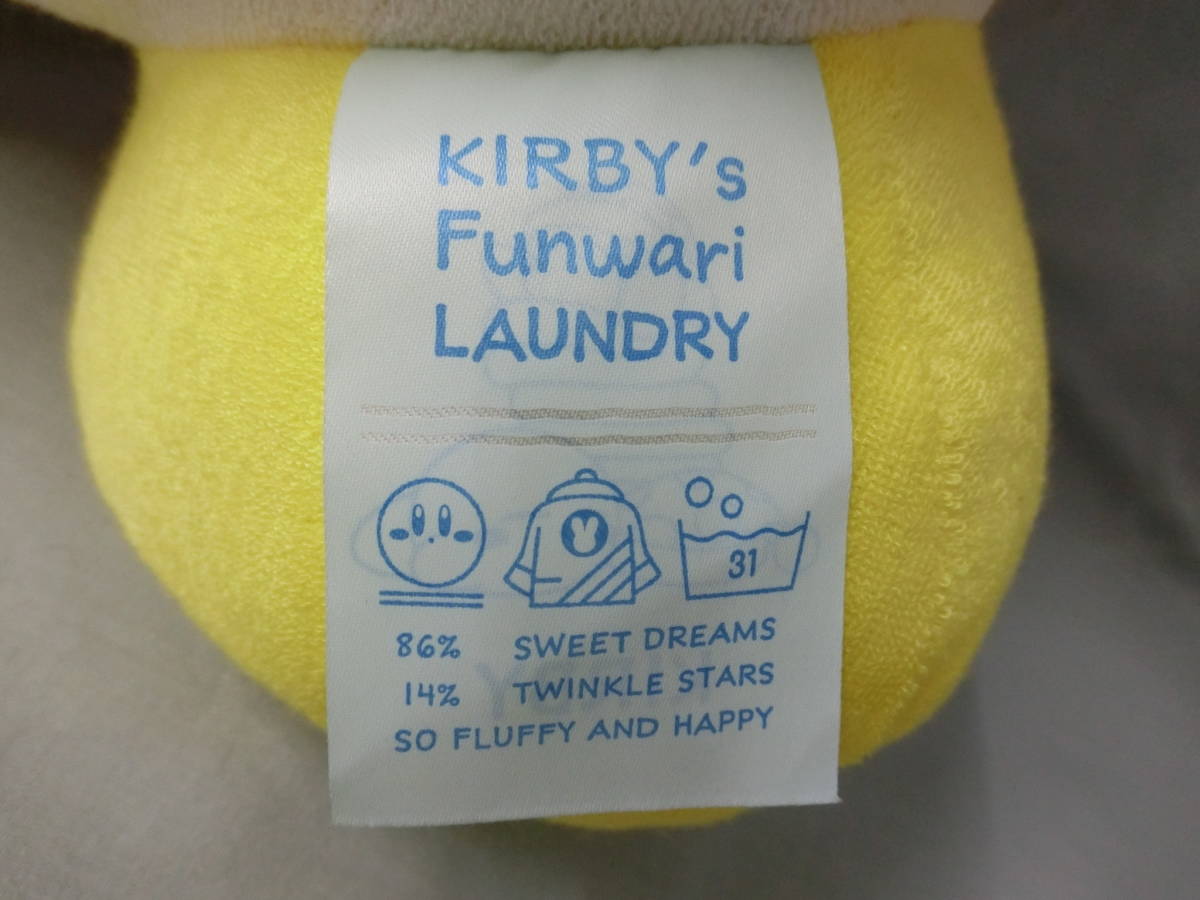 KIRBY's
Funwari
LAUNDRY
31
86% SWEET DREAMS
14% TWINKLE STARS
SO FLUFFY AND HAPPY